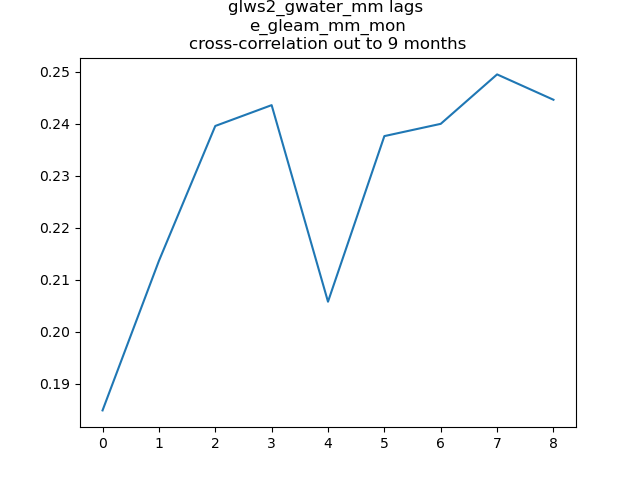 glws2_gwater_mm lags
e_gleam_mm_mon
cross-correlation out to 9 months
0.25
0.24
0.23
0.22
0.21
0.20
0.19
0 1 2 3 4 5 6 7 8